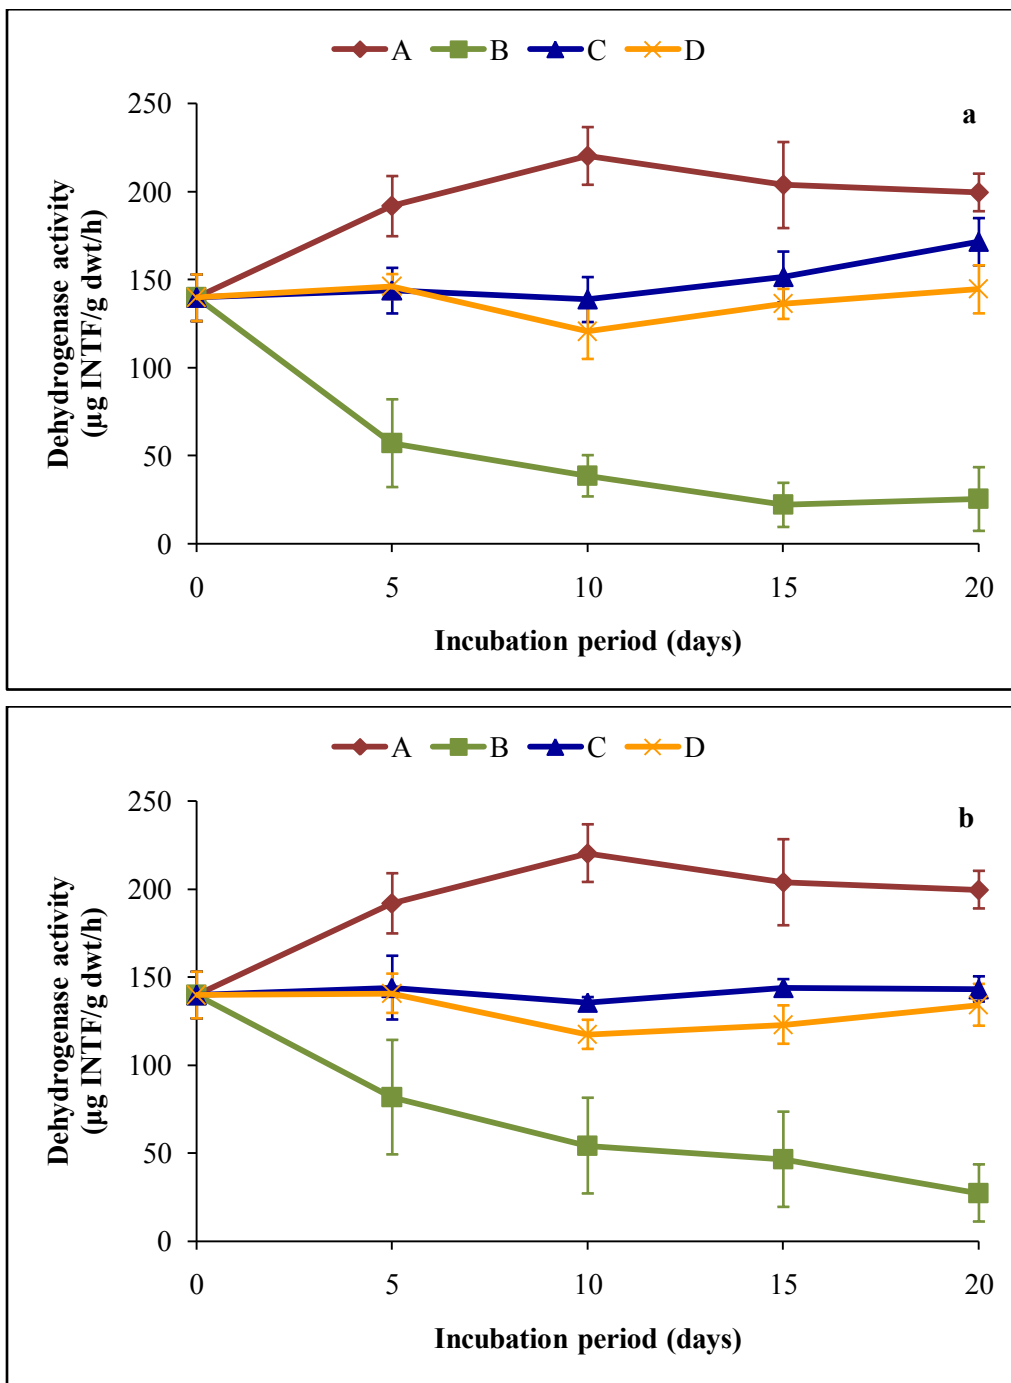 A B C D
a
250
200
150
100
50
0
Dehydrogenase activity
(µg INTF/g dwt/h)
0 5 10 15 20
Incubation period (days)
A B C D
b
250
200
150
100
50
0
Dehydrogenase activity
(µg INTF/g dwt/h)
0 5 10 15 20
Incubation period (days)